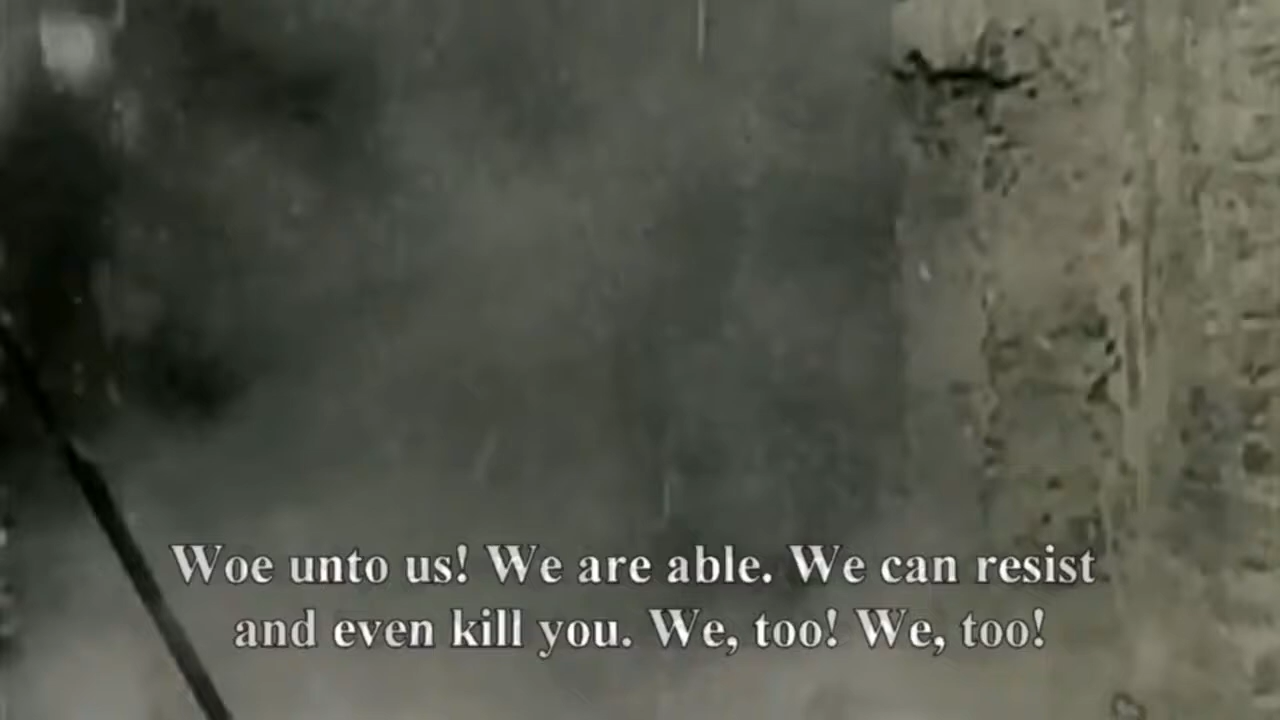 Woe unto us! We are able. We can resist
and even kill you. We, too! We, too!